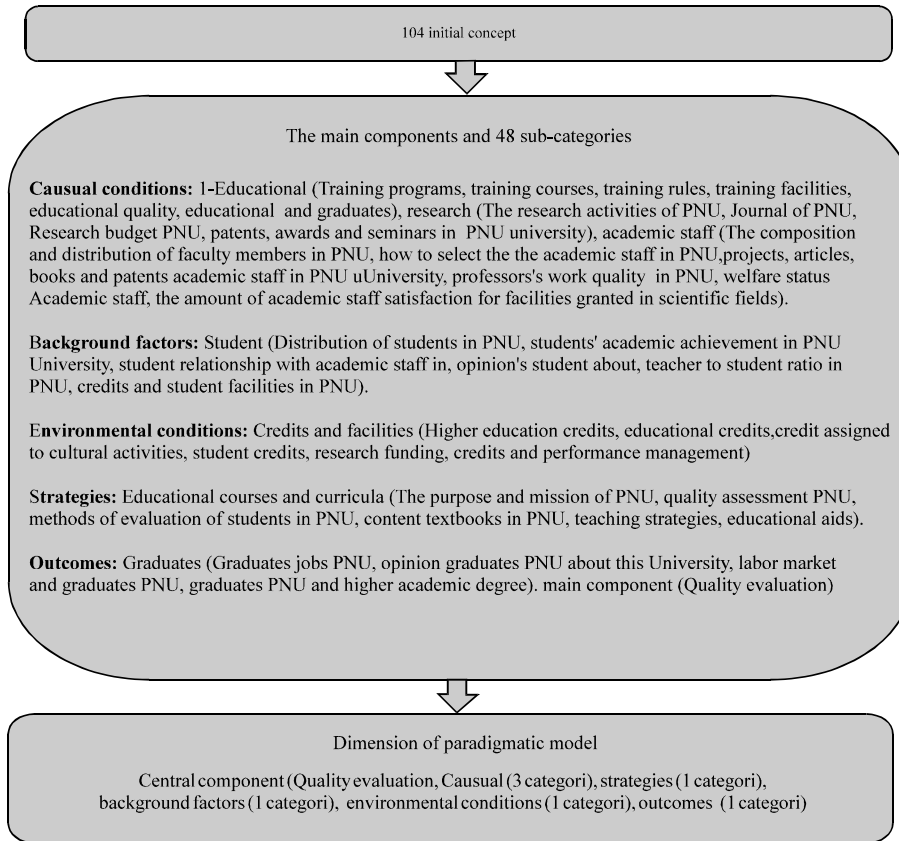 104 initial concept
The main components and 48 sub-categories
Causual conditions: 1-Educational (Training programs, training courses, training rules, training facilities,
educational quality, educational and graduates), research (The research activities of PNU, Journal of PNU,
Research budget PNU, patents, awards and seminars in PNU university), academic staff (The composition
and distribution of faculty members in PNU, how to select the the academic staff in PNU,projects, articles,
books and patents academic staff in PNU uUniversity, professors's work quality in PNU, welfare status
Academic staff, the amount of academic staff satisfaction for facilities granted in scientific fields).
Background factors: Student (Distribution of students in PNU, students' academic achievement in PNU
University, student relationship with academic staff in, opinion's student about, teacher to student ratio in
PNU, credits and student facilities in PNU).
Environmental conditions: Credits and facilities (Higher education credits, educational credits,credit assigned
to cultural activities, student credits, research funding, credits and performance management)
Strategies: Educational courses and curricula (The purpose and mission of PNU, quality assessment PNU,
methods of evaluation of students in PNU, content textbooks in PNU, teaching strategies, educational aids).
Outcomes: Graduates (Graduates jobs PNU, opinion graduates PNU about this University, labor market
and graduates PNU, graduates PNU and higher academic degree). main component (Quality evaluation)
Dimension of paradigmatic model
Central component (Quality evaluation, Causual (3 categori), strategies (1 categori),
background factors (1 categori), environmental conditions (1 categori), outcomes (1 categori)